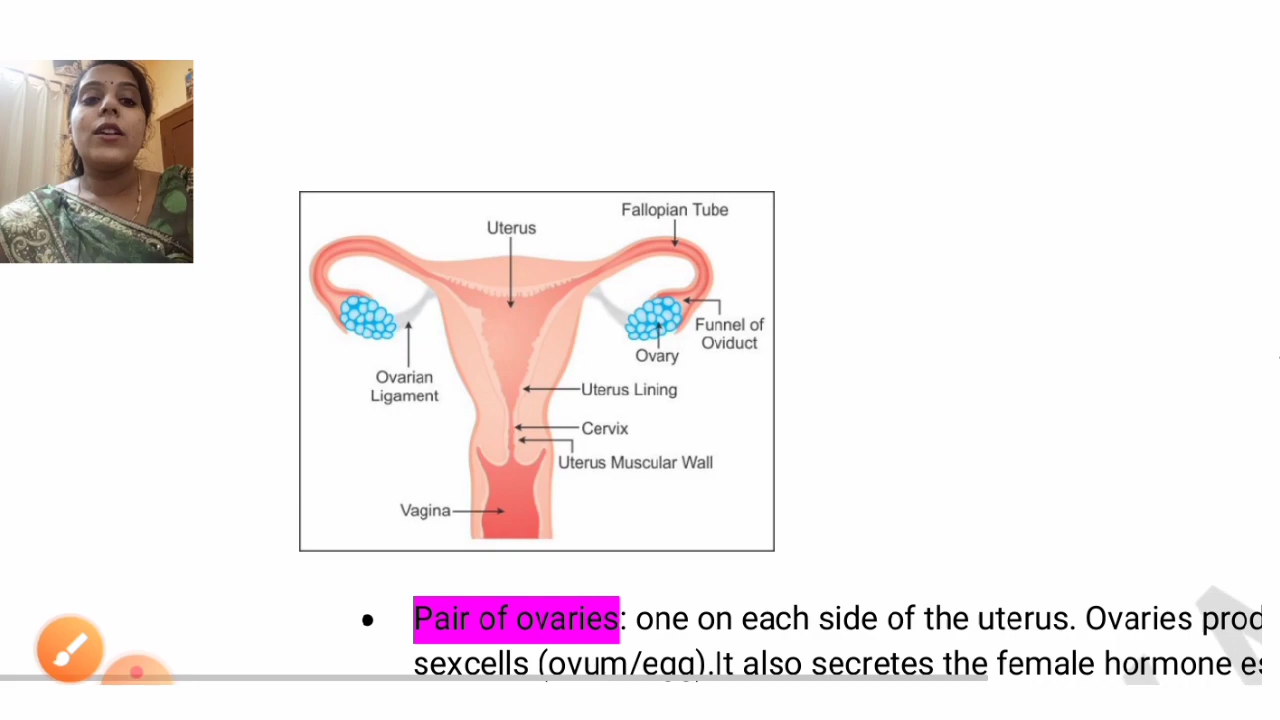 Fallopian Tube
Uterus
Funnel of
Oviduct
Ovary
Ovarian
Ligament
Uterus Lining
Cervix
Uterus Muscular Wall
Vagina
• Pair of ovaries: one on each side of the uterus. Ovaries prod
sexcells (ovum/egg).It also secretes the female hormone es